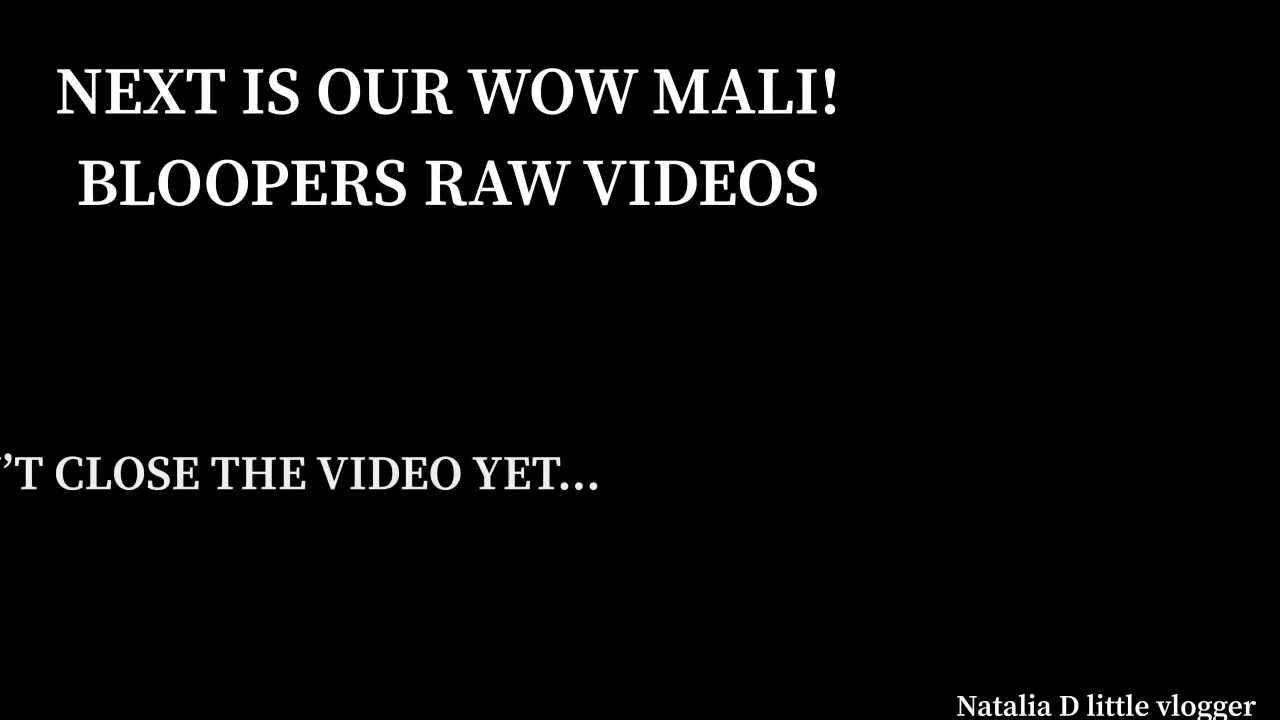 NEXT IS OUR WOW MALI!
BLOOPERS RAW VIDEOS
’T CLOSE THE VIDEO YET...
Natalia D little vlogger